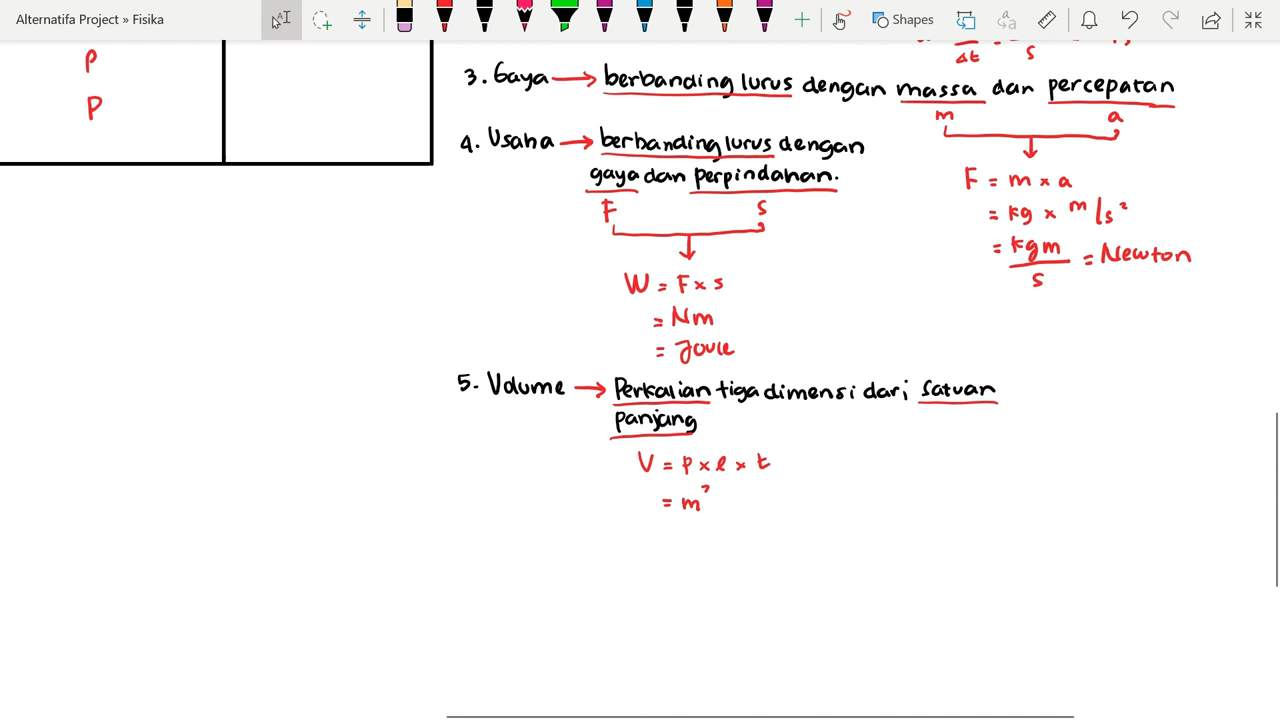 Alternatifa Project » Fisika
Shapes
P
P
Δt
s
3. Gaya → berbanding lurus dengan massa dan percepatan
m a
F = m × a
= kg × m/s²
= kgm
s
= Newton
4. Usaha → berbanding lurus dengan
gaya dan perpindahan.
F s
W = F × s
= Nm
= Joule
5. Volume → Perkalian tiga dimensi dari satuan
panjang
V = p × l × t
= m³